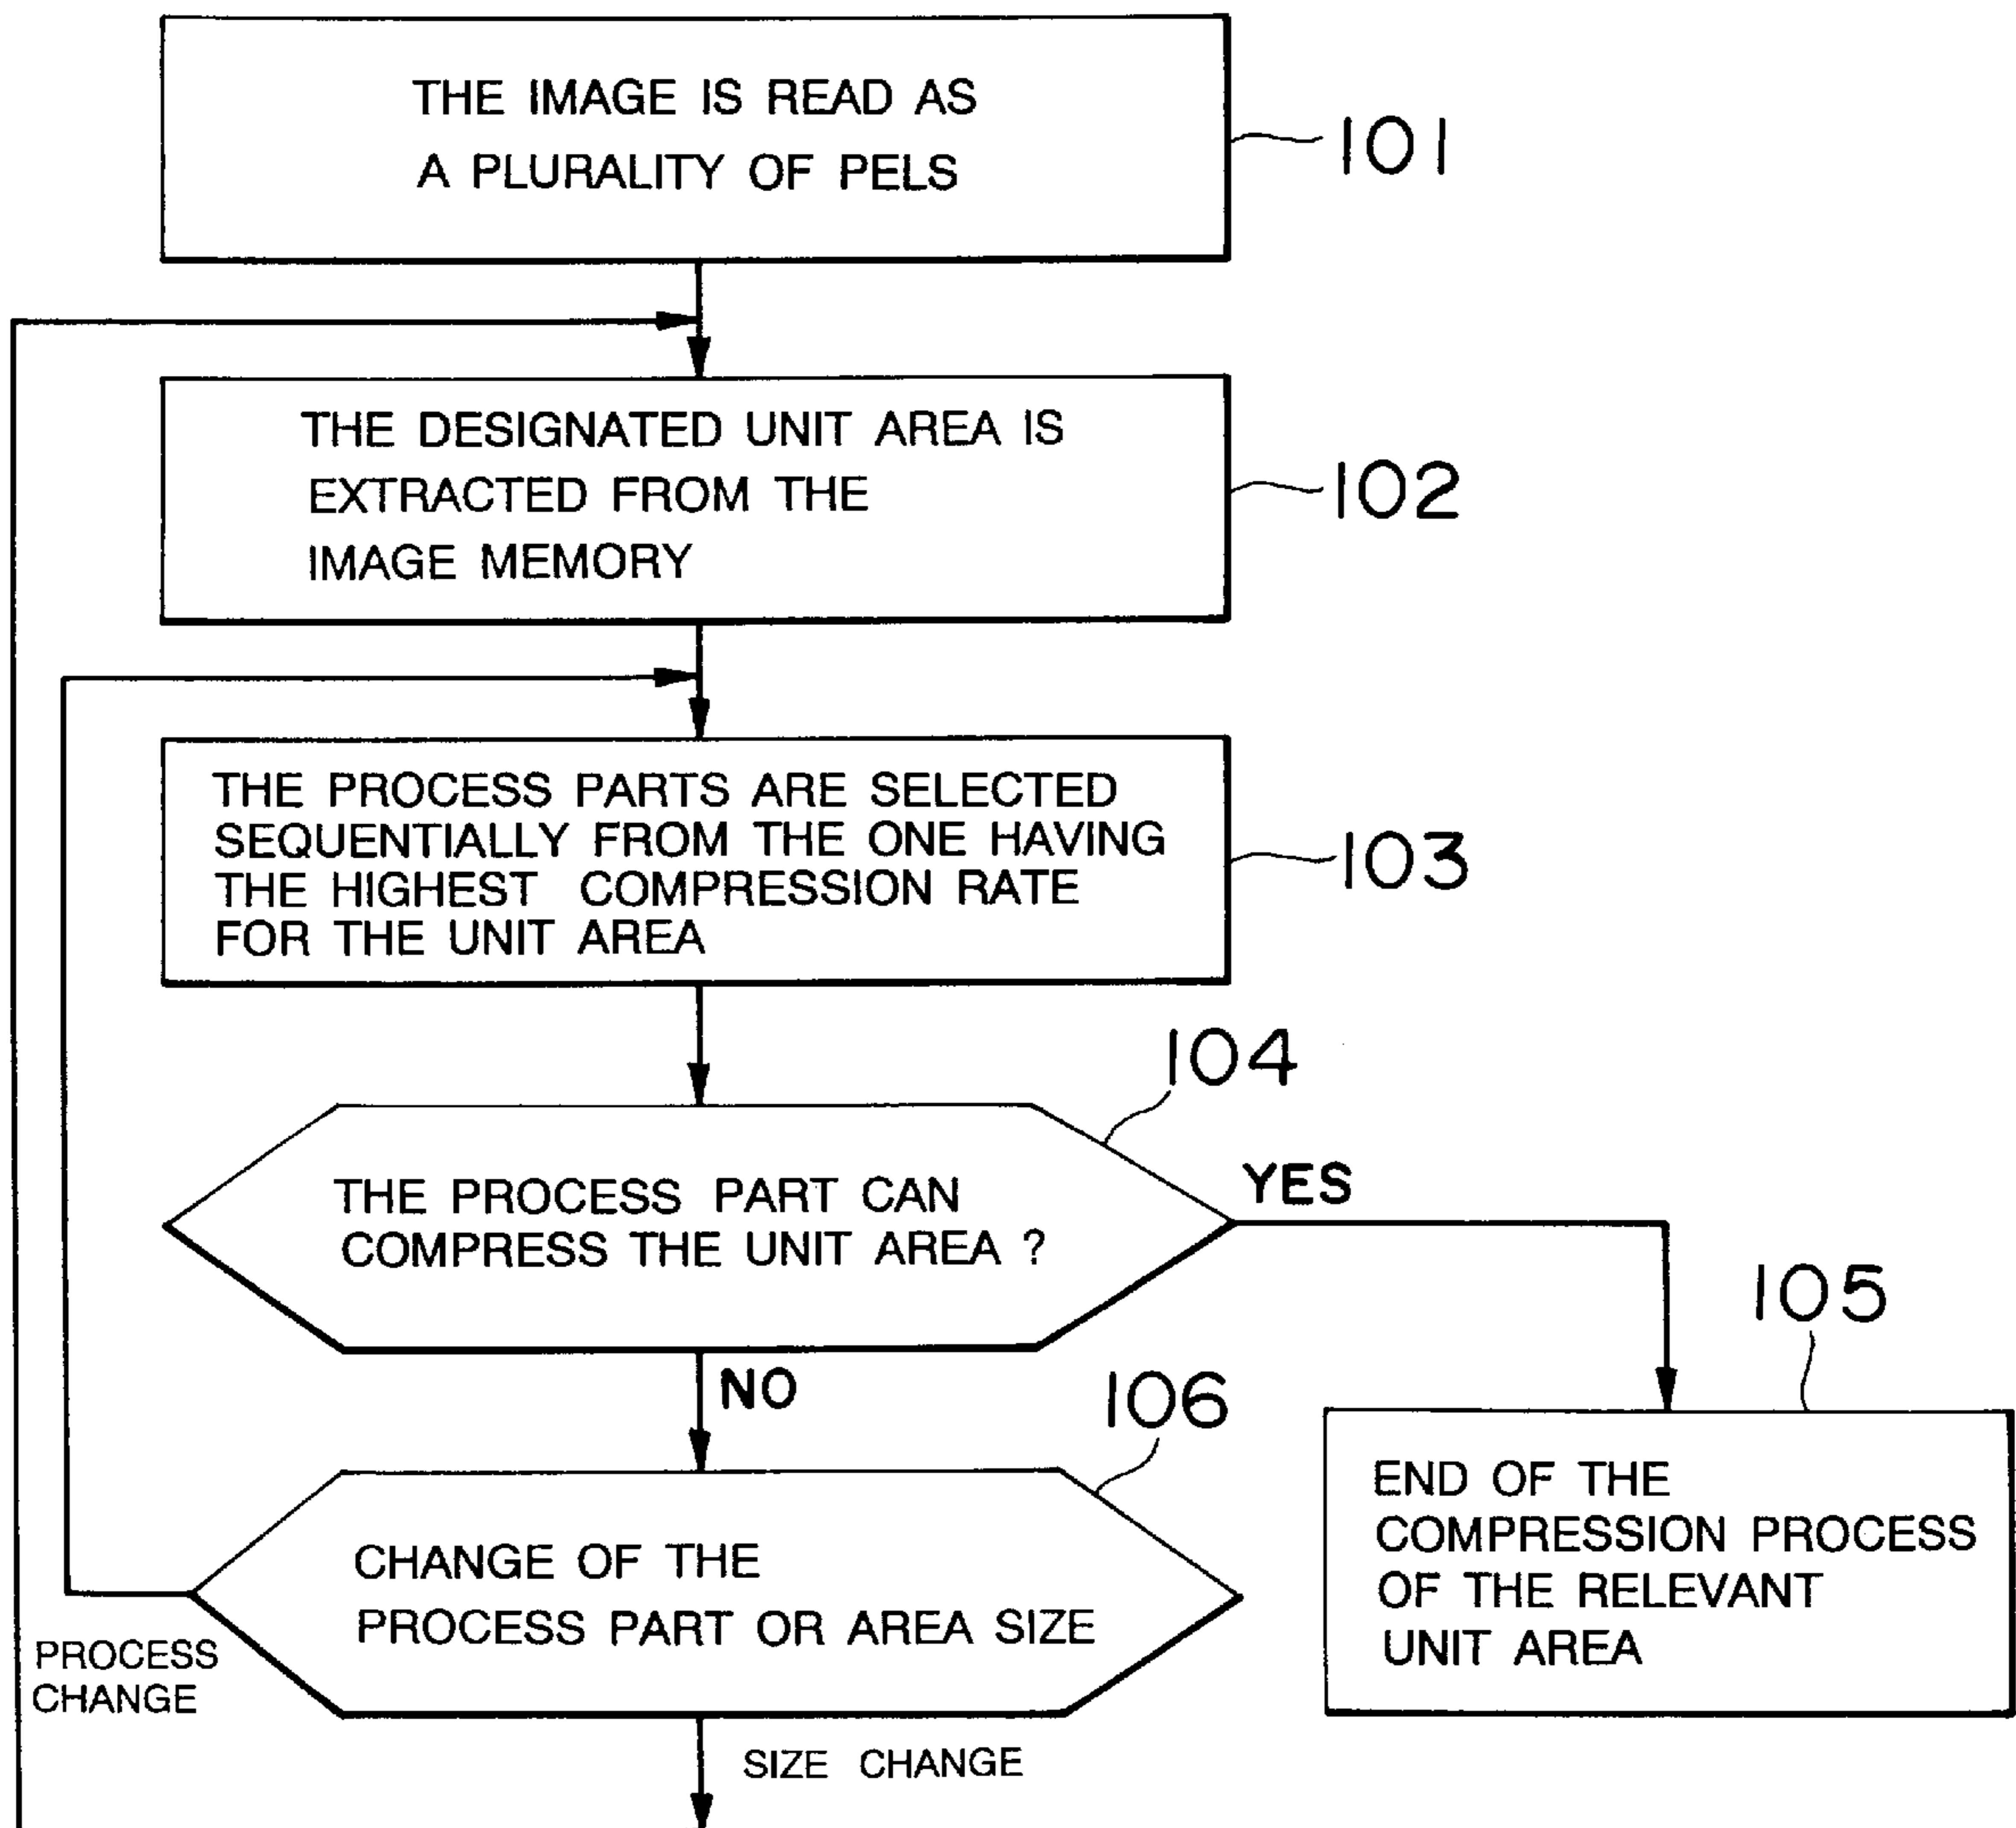 THE IMAGE IS READ AS
A PLURALITY OF PELS
101
THE DESIGNATED UNIT AREA IS
EXTRACTED FROM THE
IMAGE MEMORY
102
THE PROCESS PARTS ARE SELECTED
SEQUENTIALLY FROM THE ONE HAVING
THE HIGHEST COMPRESSION RATE
FOR THE UNIT AREA
103
104
THE PROCESS PART CAN
COMPRESS THE UNIT AREA ?
YES
NO
105
END OF THE
COMPRESSION PROCESS
OF THE RELEVANT
UNIT AREA
106
CHANGE OF THE
PROCESS PART OR AREA SIZE
PROCESS
CHANGE
SIZE CHANGE